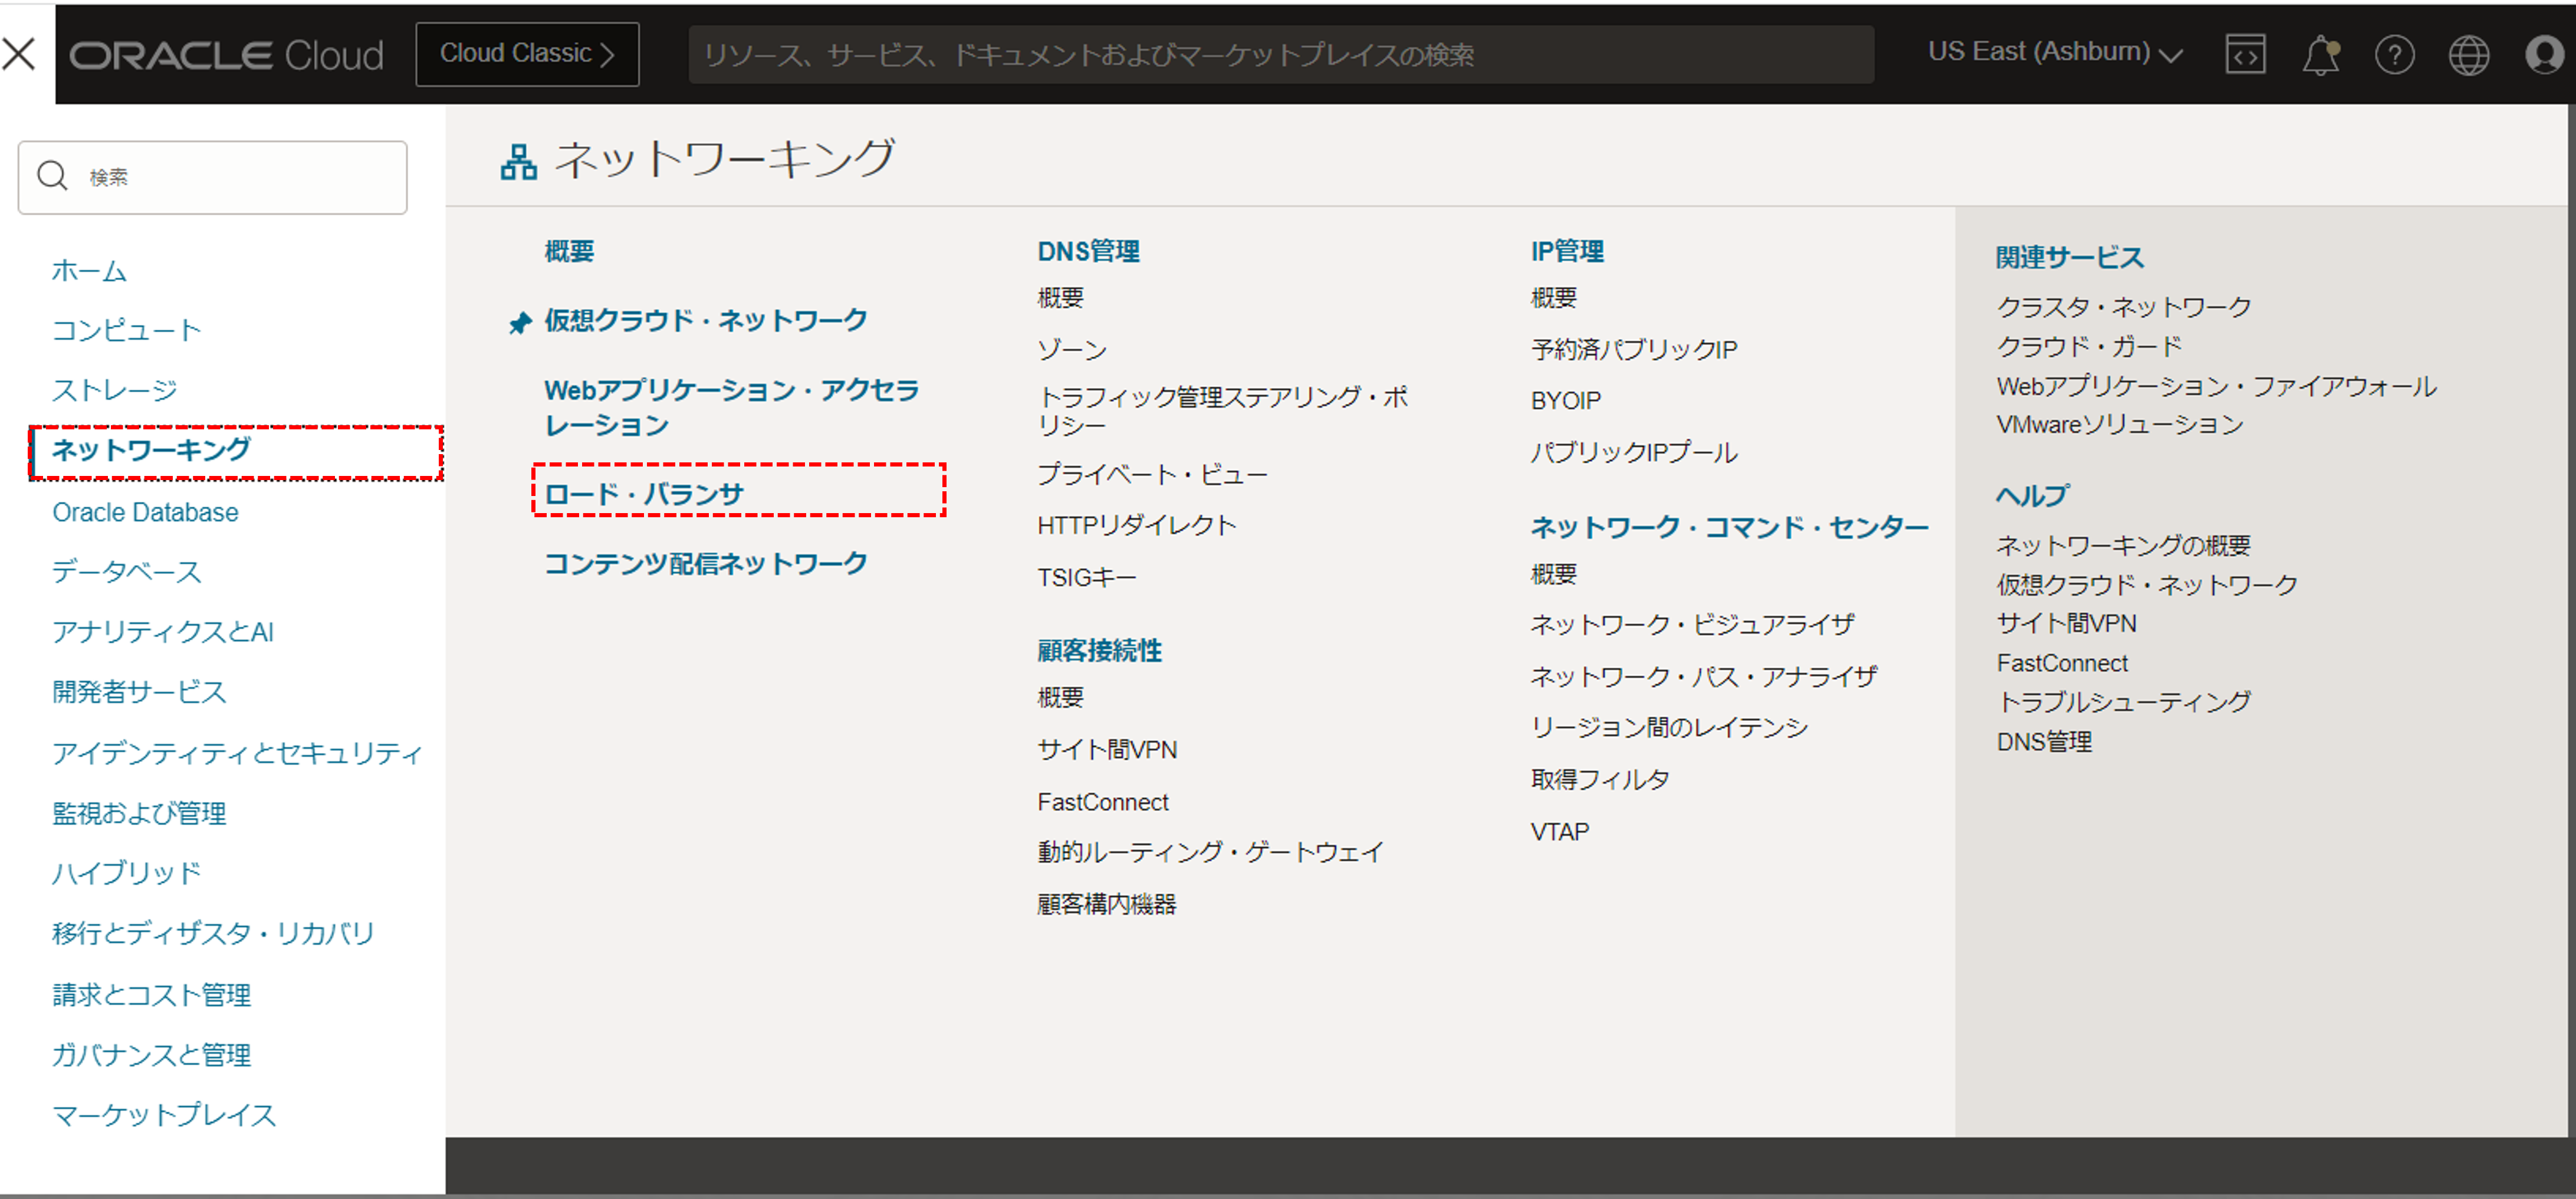 ORACLE Cloud
Cloud Classic
リソース、サービス、ドキュメントおよびマーケットプレイスの検索
US East (Ashburn)
検索
ホーム
コンピュート
ストレージ
ネットワーキング
Oracle Database
データベース
アナリティクスとAI
開発者サービス
アイデンティティとセキュリティ
監視および管理
ハイブリッド
移行とディザスタ・リカバリ
請求とコスト管理
ガバナンスと管理
マーケットプレイス
ネットワーキング
概要
仮想クラウド・ネットワーク
Webアプリケーション・アクセラ
レーション
ロード・バランサ
コンテンツ配信ネットワーク
DNS管理
概要
ゾーン
トラフィック管理ステアリング・ポ
リシー
プライベート・ビュー
HTTPリダイレクト
TSIGキー
顧客接続性
概要
サイト間VPN
FastConnect
動的ルーティング・ゲートウェイ
顧客構内機器
IP管理
概要
予約済パブリックIP
BYOIP
パブリックIPプール
ネットワーク・コマンド・センター
概要
ネットワーク・ビジュアライザ
ネットワーク・パス・アナライザ
リージョン間のレイテンシ
取得フィルタ
VTAP
関連サービス
クラスタ・ネットワーク
クラウド・ガード
Webアプリケーション・ファイアウォール
VMwareソリューション
ヘルプ
ネットワーキングの概要
仮想クラウド・ネットワーク
サイト間VPN
FastConnect
トラブルシューティング
DNS管理